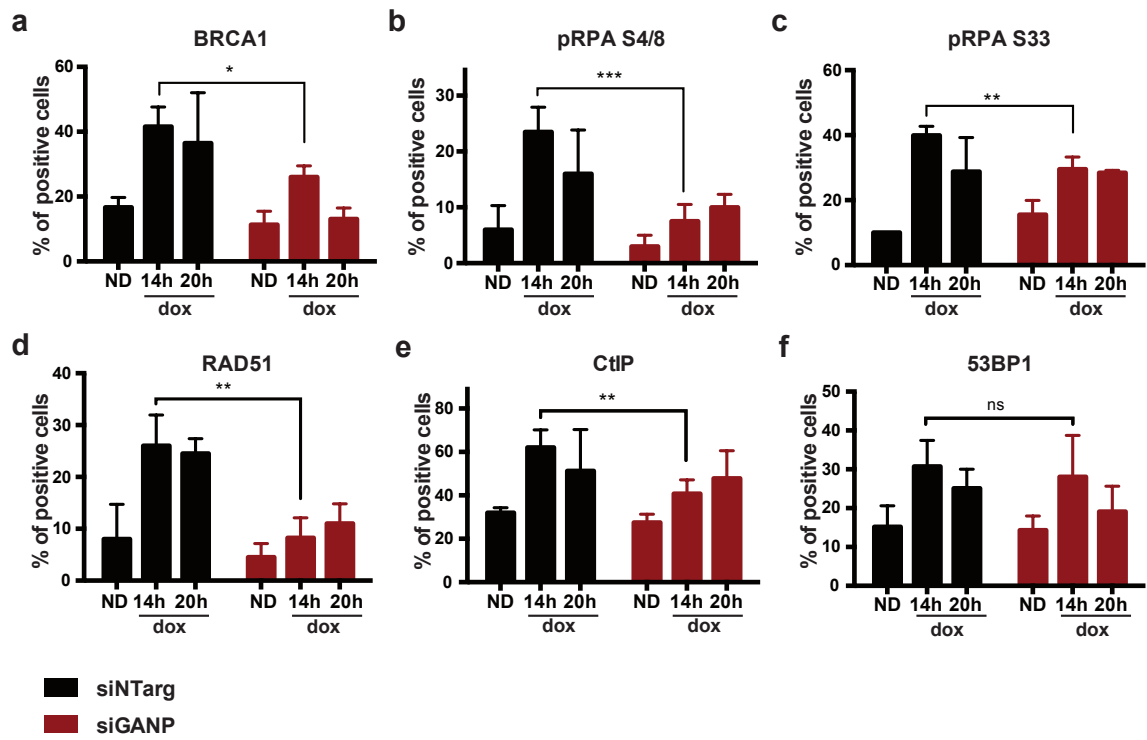 a
BRCA1
% of positive cells
60
40
20
0
*
ND 14h 20h ND 14h 20h
dox dox
b
pRPA S4/8
% of positive cells
30
20
10
0
***
ND 14h 20h ND 14h 20h
dox dox
c
pRPA S33
% of positive cells
60
40
20
0
**
ND 14h 20h ND 14h 20h
dox dox
d
RAD51
% of positive cells
40
30
20
10
0
**
ND 14h 20h ND 14h 20h
dox dox
e
CtIP
% of positive cells
80
60
40
20
0
**
ND 14h 20h ND 14h 20h
dox dox
f
53BP1
% of positive cells
50
40
30
20
10
0
ns
ND 14h 20h ND 14h 20h
dox dox
siNTarg
siGANP